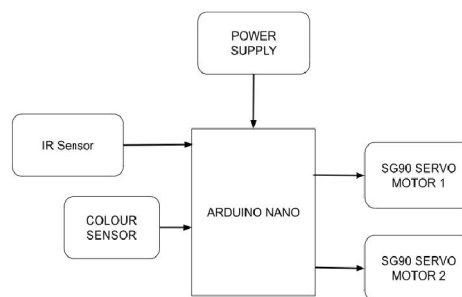 POWER
SUPPLY
IR Sensor
COLOUR
SENSOR
ARDUINO NANO
SG90 SERVO
MOTOR 1
SG90 SERVO
MOTOR 2